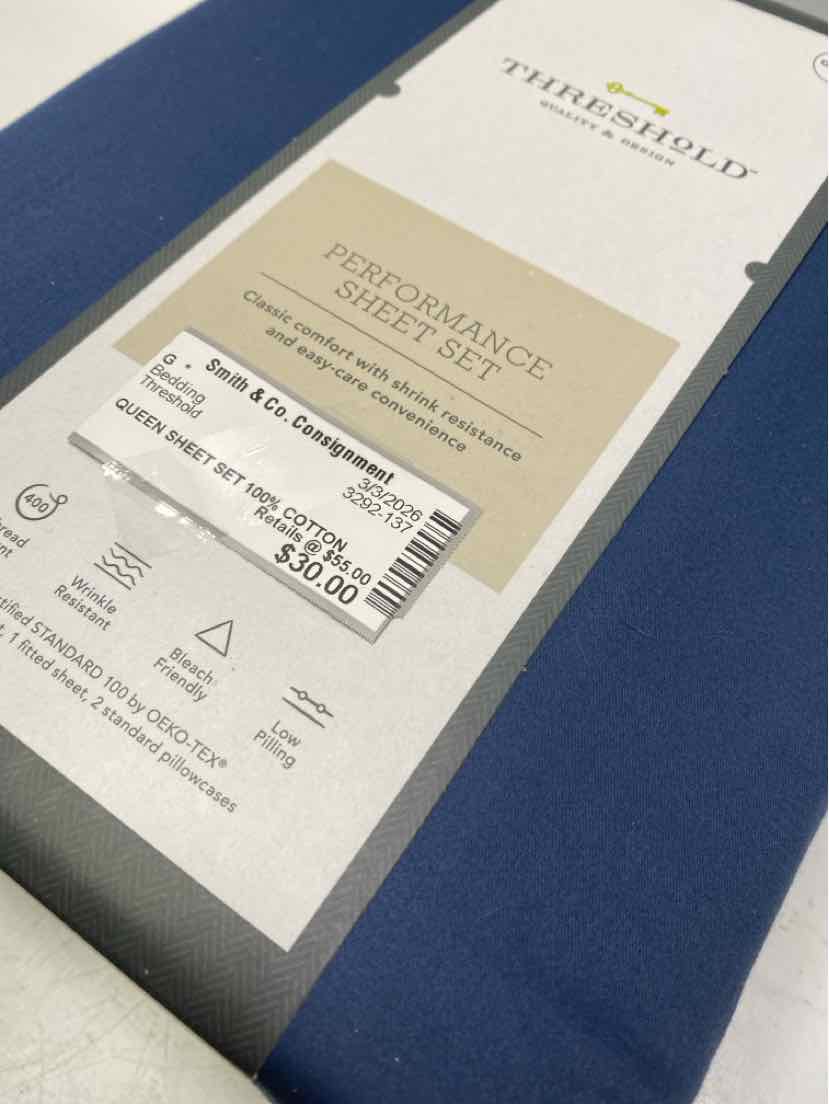 THRESHOLD™
QUALITY & DESIGN
PERFORMANCE
SHEET SET
Classic comfort with shrink resistance
and easy-care convenience
G • Smith & Co. Consignment
Bedding
Threshold
3/3/2026
3292-137
QUEEN SHEET SET 100% COTTON
Retails @ $55.00
$30.00
400
Wrinkle
Resistant
Bleach
Friendly
Low
Pilling
STANDARD 100 by OEKO-TEX®
1 fitted sheet, 2 standard pillowcases